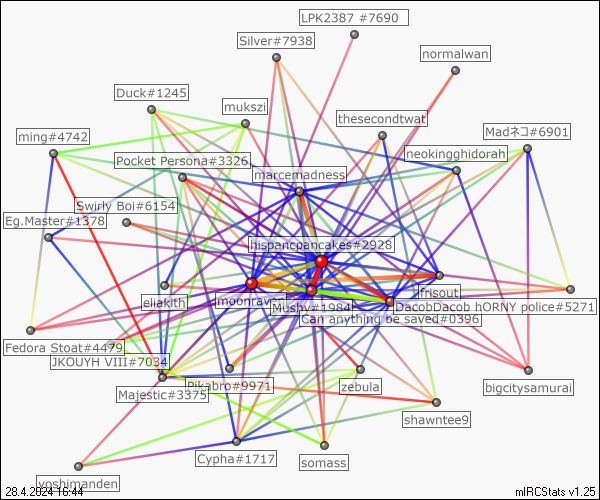 LPK2387 #7690
Silver#7938
normalwan
Duck#1245
mukszi
thesecondtwat
Madネコ#6901
ming#4742
Pocket Persona#3326
neokingghidorah
marcemadness
Swirly Boi#6154
Eg.Master#1378
hispancpancakes#2928
eliakith
jmoonrav
Mushy#1984
lfrisout
DacobDacob hORNY police#5271
Can anything be saved#0396
Fedora Stoat#4479
JKOUYH VIII#7034
Majestic#3375
Pikabro#9971
zebula
bigcitysamurai
shawntee9
Cypha#1717
somass
yoshimanden
28.4.2024 16:44
mIRCStats v1.25